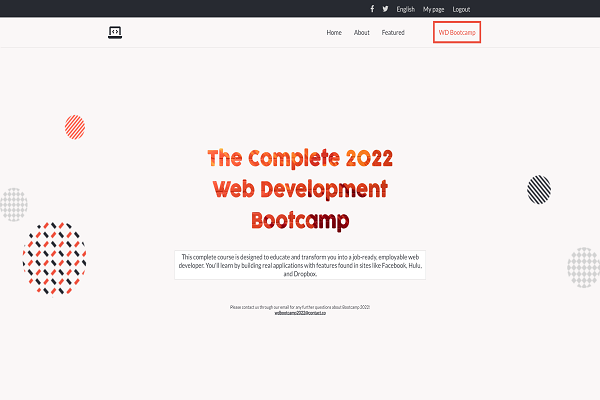 English My page Logout
Home About Featured WD Bootcamp
The Complete 2022
Web Development
Bootcamp
This complete course is designed to educate and transform you into a job-ready, employable web
developer. You'll learn by building real applications with features found in sites like Facebook, Hulu,
and Dropbox.
Please contact us through our email for any further questions about Bootcamp 2022!
wdbootcamp2022@contact.co